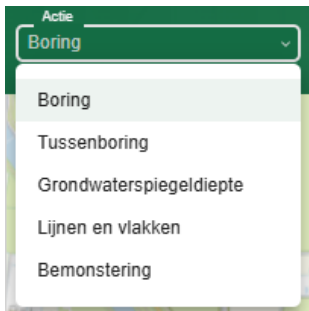 Actie
Boring
Boring
Tussenboring
Grondwaterspiegeldiepte
Lijnen en vlakken
Bemonstering